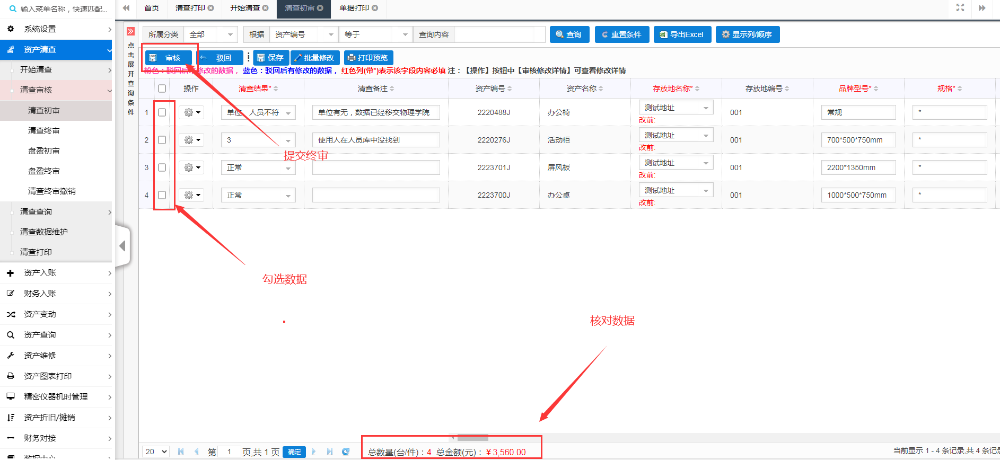 输入菜单名称，快速匹配...
系统设置
资产清查
开始清查
清查审核
清查初审
清查终审
盘盈初审
盘盈终审
清查终审撤销
清查查询
清查数据维护
清查打印
资产入账
财务入账
资产变动
资产查询
资产维修
资产图表打印
精密仪器机时管理
资产折旧/摊销
财务对接
数据中心
首页 清查打印 开始清查 清查初审 单据打印
点击展开查询条件
所属分类 全部 根据 资产编号 等于 查询内容 查询 重置条件 导出Excel 显示列/顺序
审核 驳回 保存 批量修改 打印预览
粉色：驳回后 修改的数据， 蓝色：驳回后有修改的数据， 红色列(带*)表示该字段内容必填 注：【操作】按钮中【审核修改详情】可查看修改详情
操作 清查结果* 清查备注 资产编号 资产名称 存放地名称* 存放地编号 品牌型号* 规格*
1 单位 人员不符 单位有无，数据已经移交物理学院 2220488J 办公椅 测试地址 001 常规 *
改前:
2 3 使用人在人员库中没找到 2220276J 活动柜 测试地址 001 700*500*750mm *
改前:
3 正常 2223701J 屏风板 测试地址 001 2200*1350mm *
改前:
4 正常 2223700J 办公桌 测试地址 001 1000*500*750mm *
改前:
提交终审
勾选数据
核对数据
20 第 1 页,共 1 页 确定 总数量(台/件)：4 总金额(元)：￥3,560.00 当前显示 1 - 4 条记录,共 4 条记录